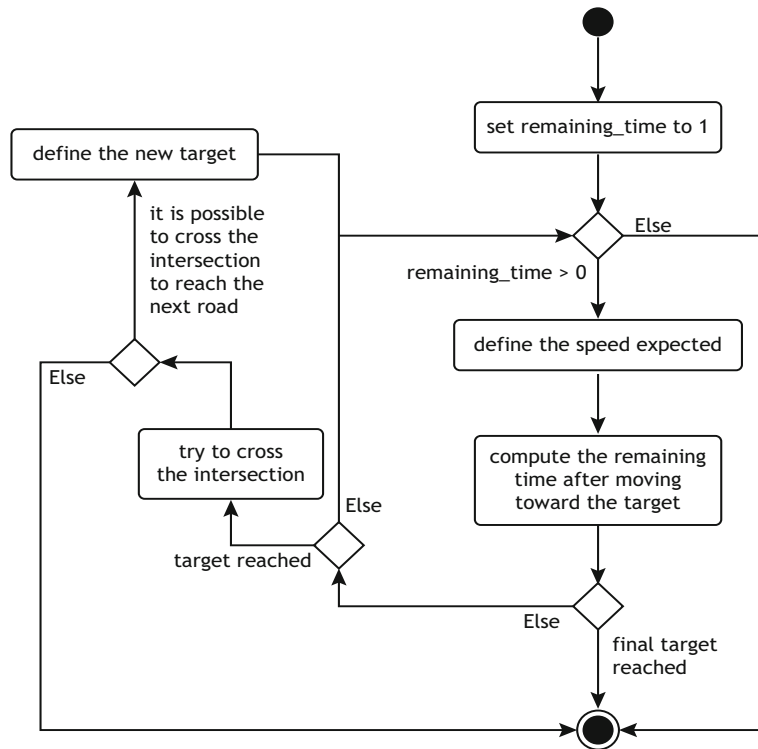 set remaining_time to 1
define the new target
it is possible
to cross the
intersection
to reach the
next road
Else
remaining_time > 0
define the speed expected
Else
try to cross
the intersection
compute the remaining
time after moving
toward the target
Else
target reached
Else
final target
reached